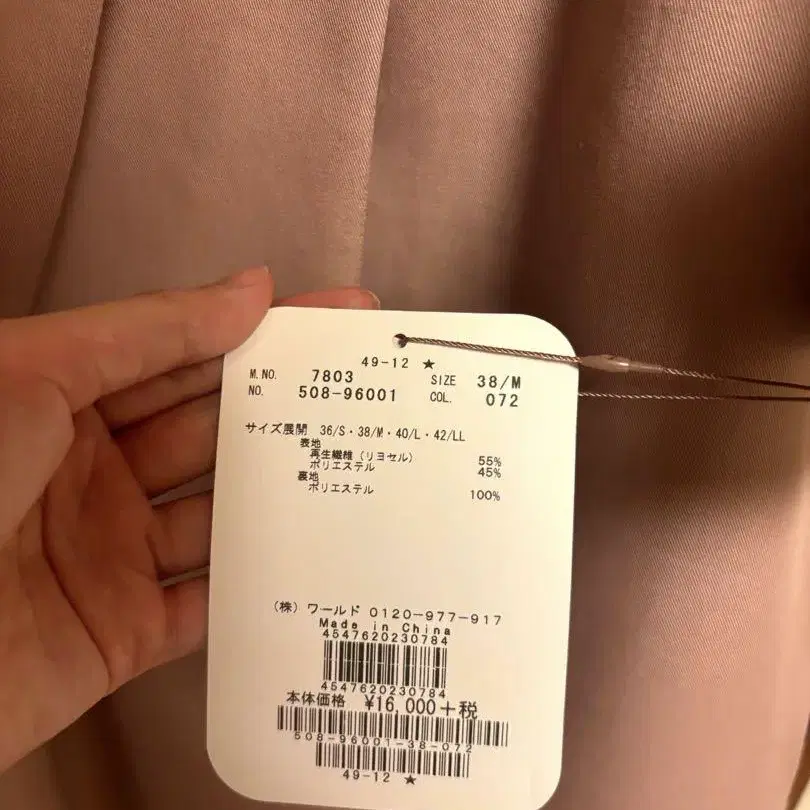 49-12 ★
M.NO. 7803 SIZE 38/M
NO. 508-96001 COL. 072
サイズ展開 36/S・38/M・40/L・42/LL
表地
再生繊維(リヨセル) 55%
ポリエステル 45%
裏地
ポリエステル 100%
(株)ワールド 0120-977-917
Made in China
4547620230784
4547620230784
本体価格 ¥16,000+税
508-96001-38-072
49-12 ★